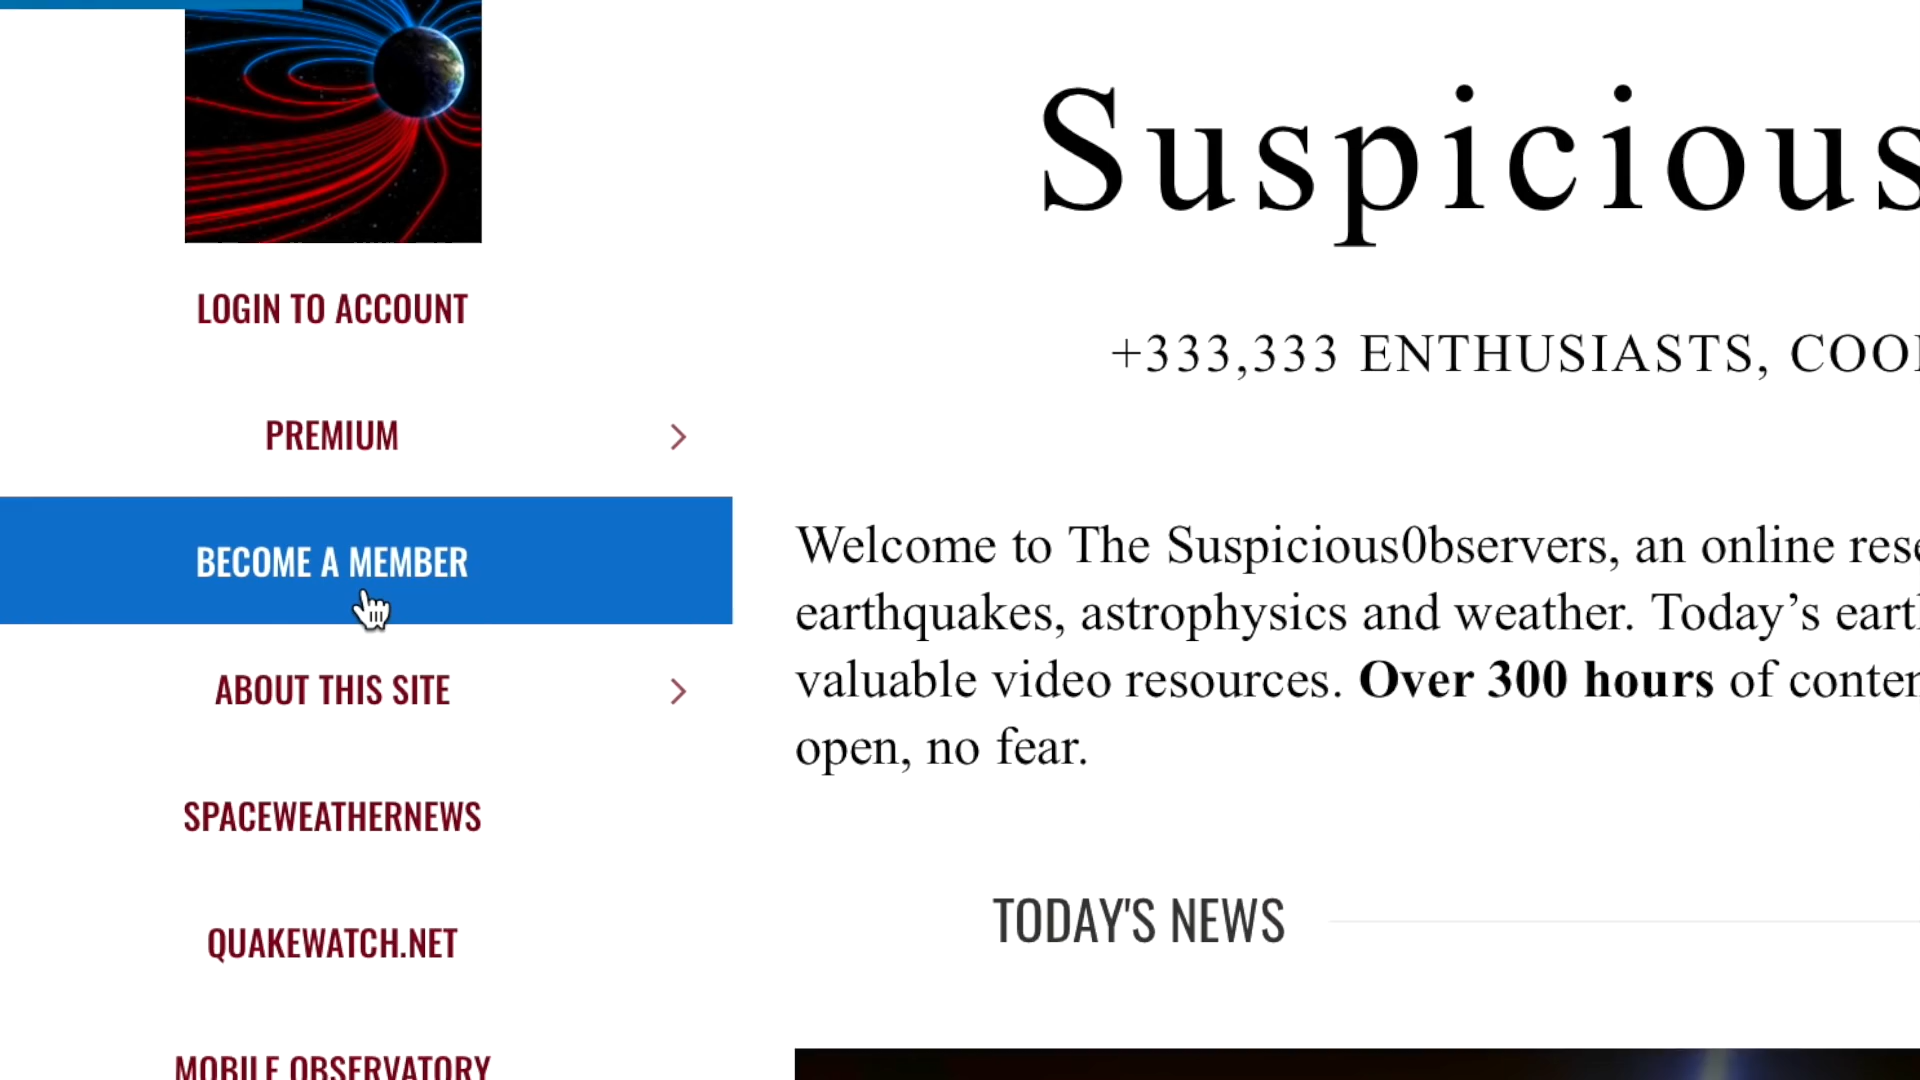 LOGIN TO ACCOUNT
PREMIUM
BECOME A MEMBER
ABOUT THIS SITE
SPACEWEATHERNEWS
QUAKEWATCH.NET
MOBILE OBSERVATORY
Suspicious
+333,333 ENTHUSIASTS,
Welcome to The Suspicious0bservers, an online
earthquakes, astrophysics and weather. Today’s
valuable video resources. Over 300 hours of
open, no fear.
TODAY'S NEWS